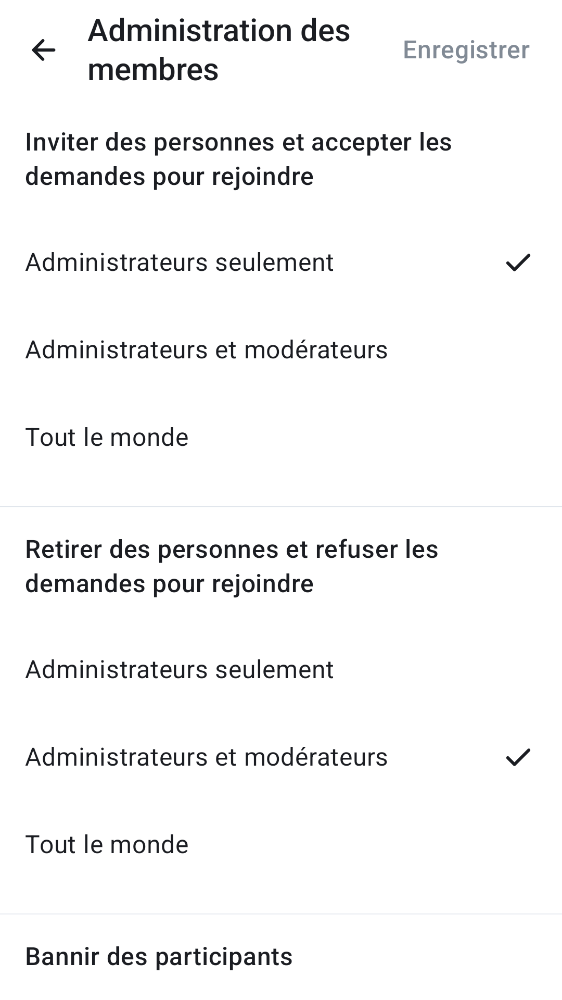 Administration des
membres
Enregistrer
Inviter des personnes et accepter les
demandes pour rejoindre
Administrateurs seulement
Administrateurs et modérateurs
Tout le monde
Retirer des personnes et refuser les
demandes pour rejoindre
Administrateurs seulement
Administrateurs et modérateurs
Tout le monde
Bannir des participants